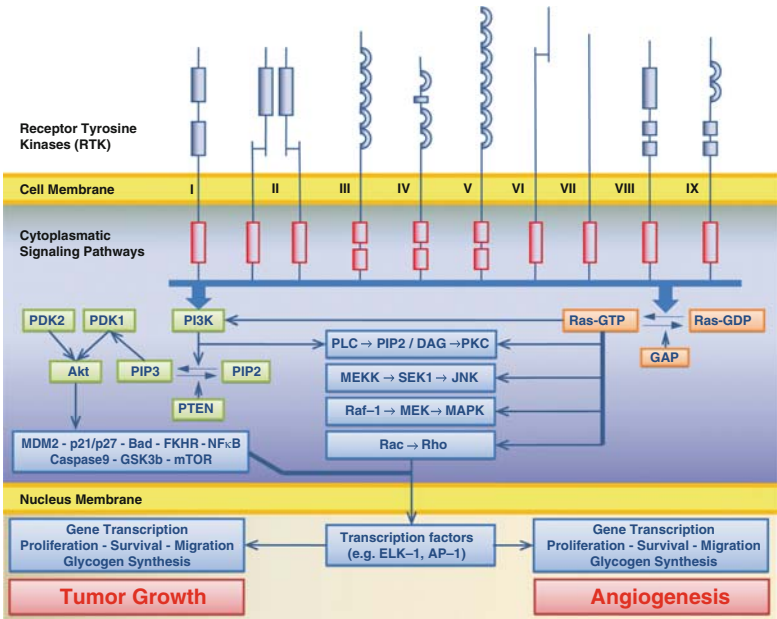 Receptor Tyrosine
Kinases (RTK)
Cell Membrane I II III IV V VI VII VIII IX
Cytoplasmatic
Signaling Pathways
PDK2 PDK1 PI3K Ras-GTP Ras-GDP
PLC → PIP2 / DAG →PKC
GAP
Akt PIP3 PIP2
MEKK → SEK1→ JNK
PTEN
Raf–1 → MEK→ MAPK
MDM2 - p21/p27 - Bad - FKHR - NFκB
Caspase9 - GSK3b - mTOR
Rac → Rho
Nucleus Membrane
Gene Transcription
Proliferation - Survival - Migration
Glycogen Synthesis
Transcription factors
(e.g. ELK–1, AP–1)
Gene Transcription
Proliferation - Survival - Migration
Glycogen Synthesis
Tumor Growth
Angiogenesis